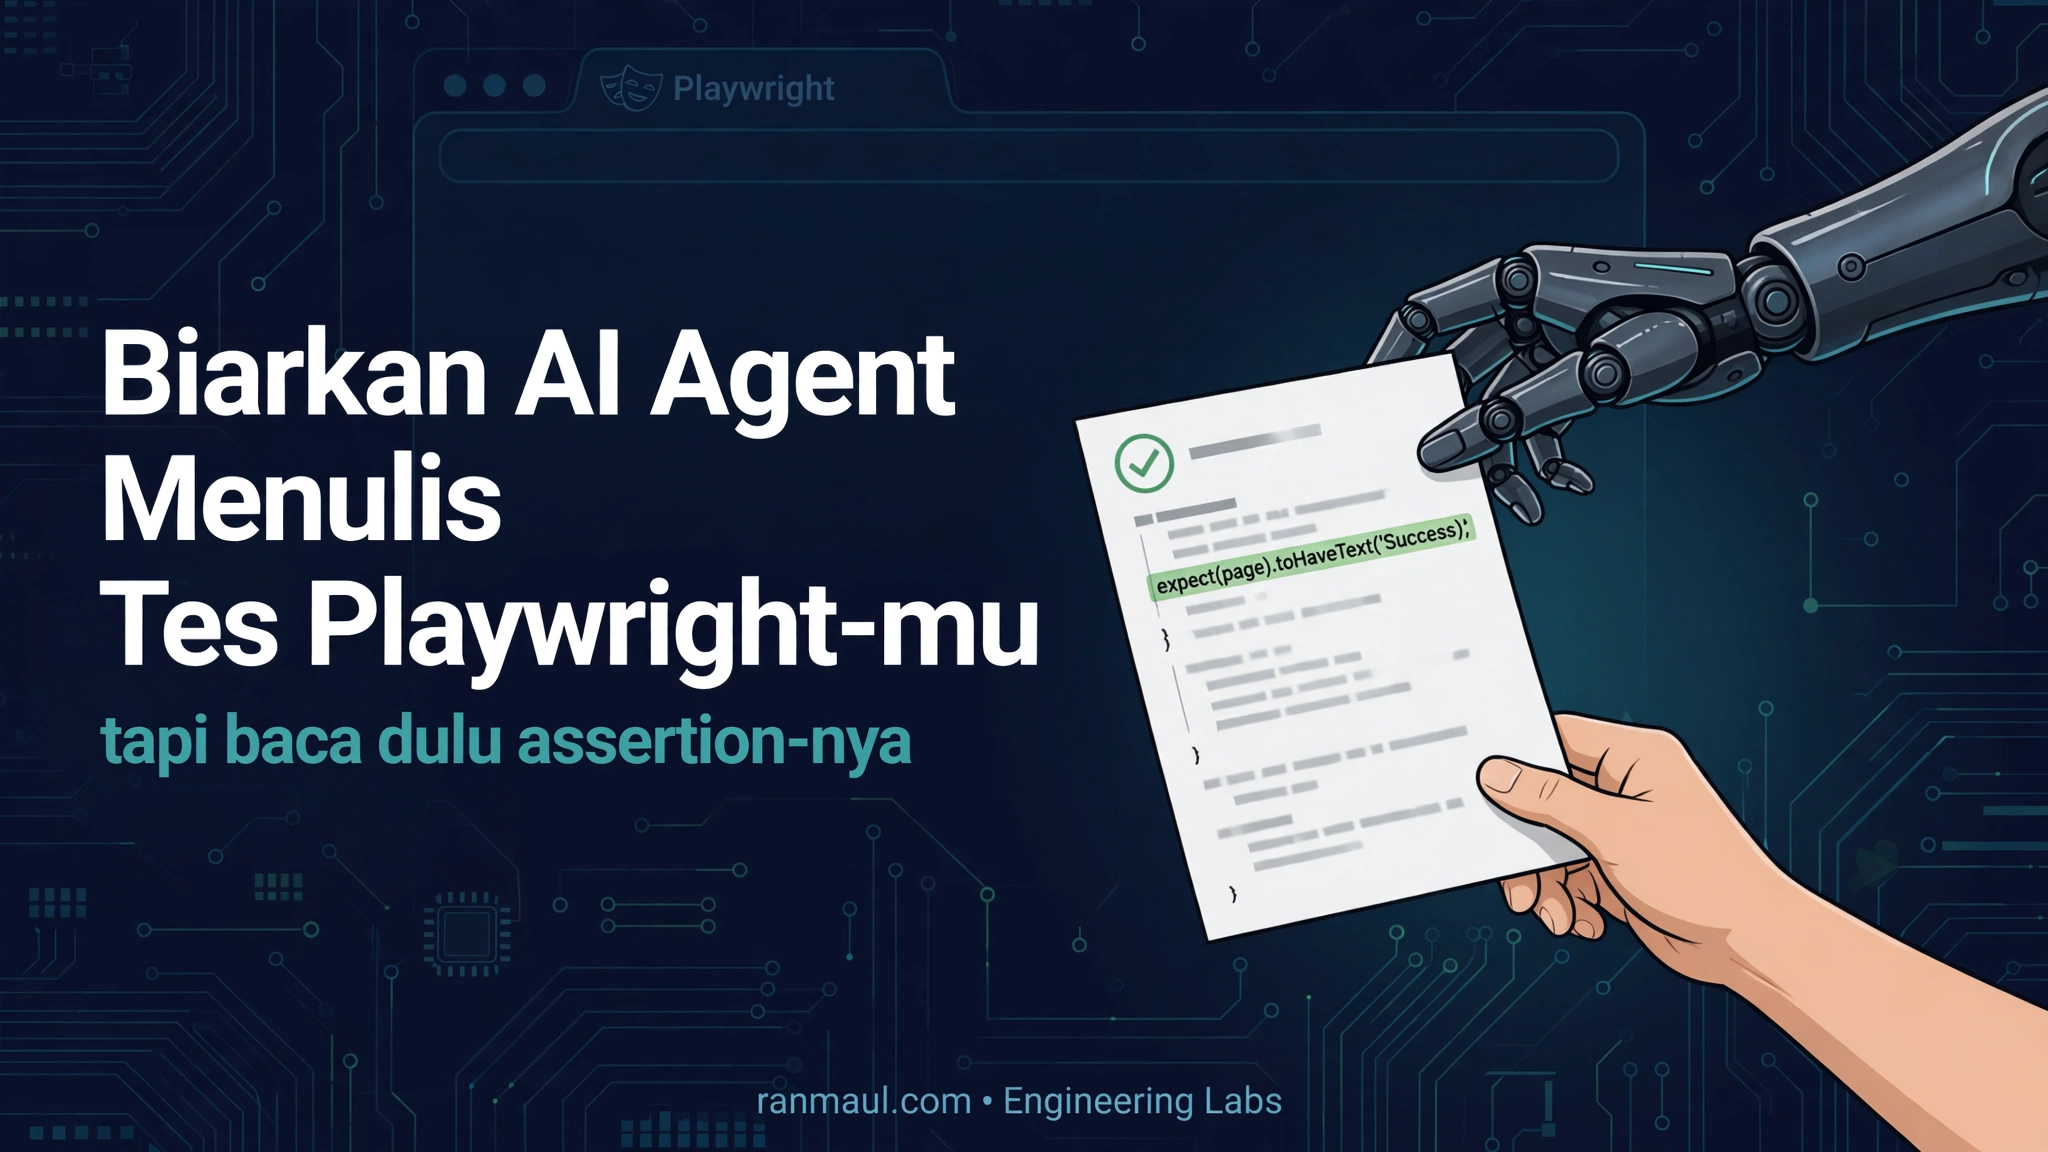 Playwright
Biarkan AI Agent
Menulis
Tes Playwright-mu
tapi baca dulu assertion-nya
expect(page).toHaveText('Success);'
}
}
}
ranmaul.com • Engineering Labs